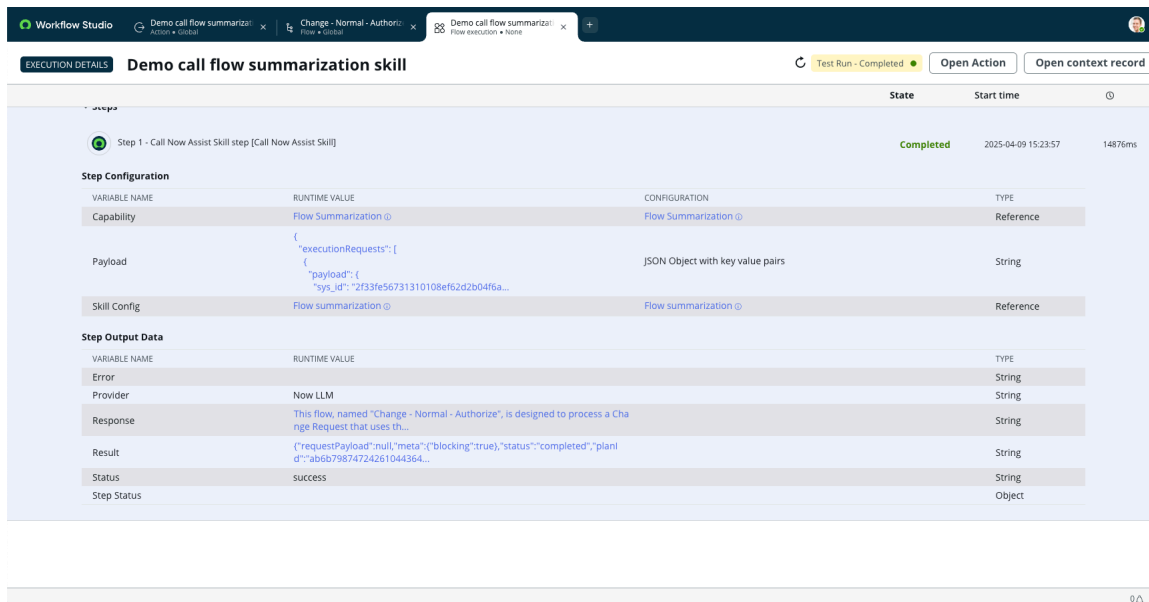 Workflow Studio
Demo call flow summarizati
Action • Global
Change - Normal - Authoriz
Flow • Global
Demo call flow summarizati
Flow execution • None
EXECUTION DETAILS
Demo call flow summarization skill
Test Run - Completed
Open Action
Open context record
State
Start time
Steps
Step 1 - Call Now Assist Skill step [Call Now Assist Skill]
Completed
2025-04-09 15:23:57
14876ms
Step Configuration
VARIABLE NAME RUNTIME VALUE CONFIGURATION TYPE
Capability Flow Summarization Flow Summarization Reference
{
"executionRequests": [
{
Payload JSON Object with key value pairs String
"payload": {
"sys_id": "2f33fe56731310108ef62d2b04f6a...
Skill Config Flow summarization Flow summarization Reference
Step Output Data
VARIABLE NAME RUNTIME VALUE TYPE
Error String
Provider Now LLM String
Response This flow, named "Change - Normal - Authorize", is designed to process a Cha
nge Request that uses th... String
Result {"requestPayload":null,"meta":{"blocking":true},"status":"completed","planI
d":"ab6b79874724261044364... String
Status success String
Step Status Object